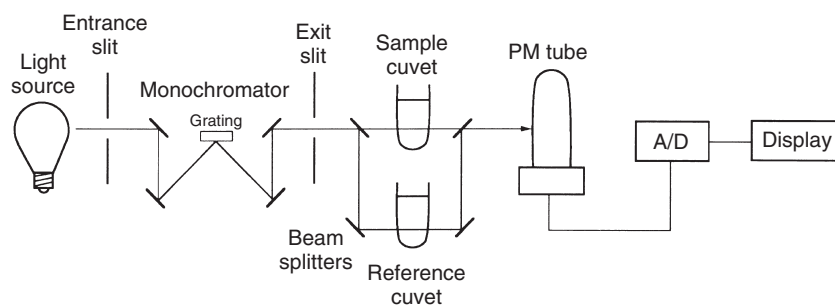 Light
source
Entrance
slit
Monochromator
Grating
Exit
slit
Sample
cuvet
Beam
splitters
Reference
cuvet
PM tube
A/D
Display